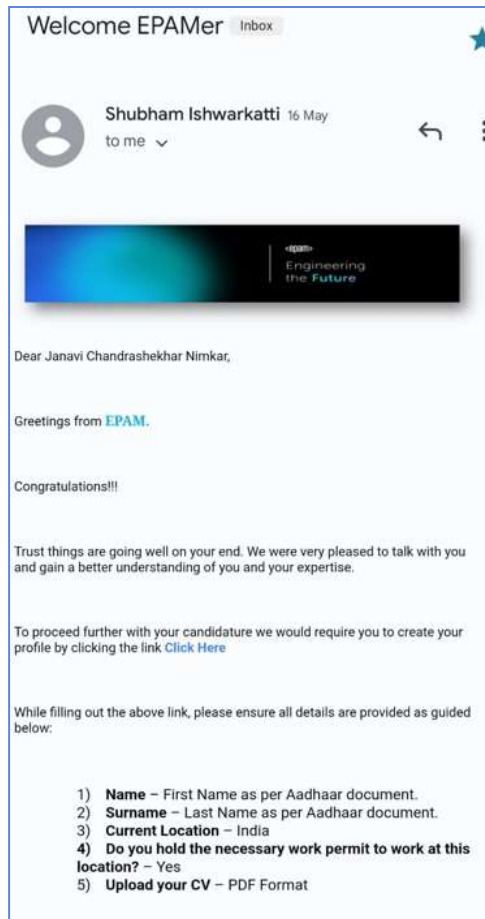 Welcome EPAMer Inbox
Shubham Ishwarkatti 16 May
to me
<epam>
Engineering
the Future
Dear Janavi Chandrashekhar Nimkar,
Greetings from EPAM.
Congratulations!!!
Trust things are going well on your end. We were very pleased to talk with you
and gain a better understanding of you and your expertise.
To proceed further with your candidature we would require you to create your
profile by clicking the link Click Here
While filling out the above link, please ensure all details are provided as guided
below:
1) Name – First Name as per Aadhaar document.
2) Surname – Last Name as per Aadhaar document.
3) Current Location – India
4) Do you hold the necessary work permit to work at this
location? – Yes
5) Upload your CV – PDF Format